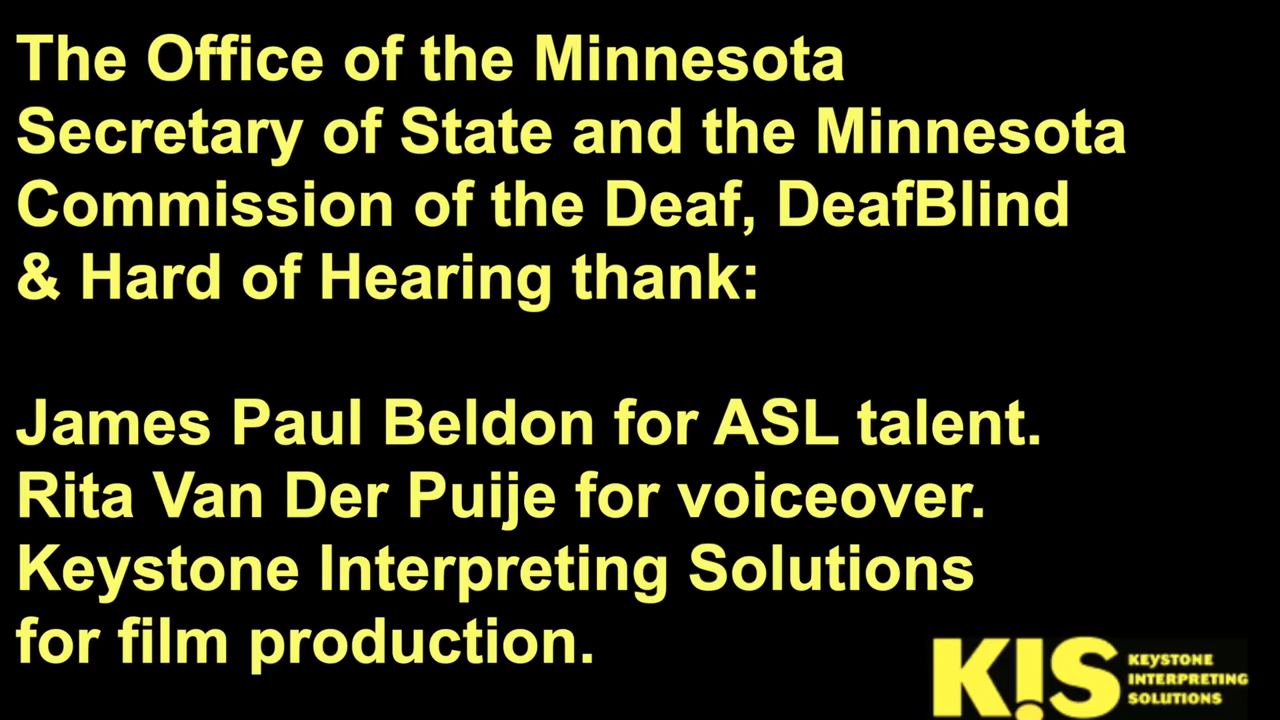 The Office of the Minnesota
Secretary of State and the Minnesota
Commission of the Deaf, DeafBlind
& Hard of Hearing thank:
James Paul Beldon for ASL talent.
Rita Van Der Puije for voiceover.
Keystone Interpreting Solutions
for film production.
K!S
KEYSTONE
INTERPRETING
SOLUTIONS